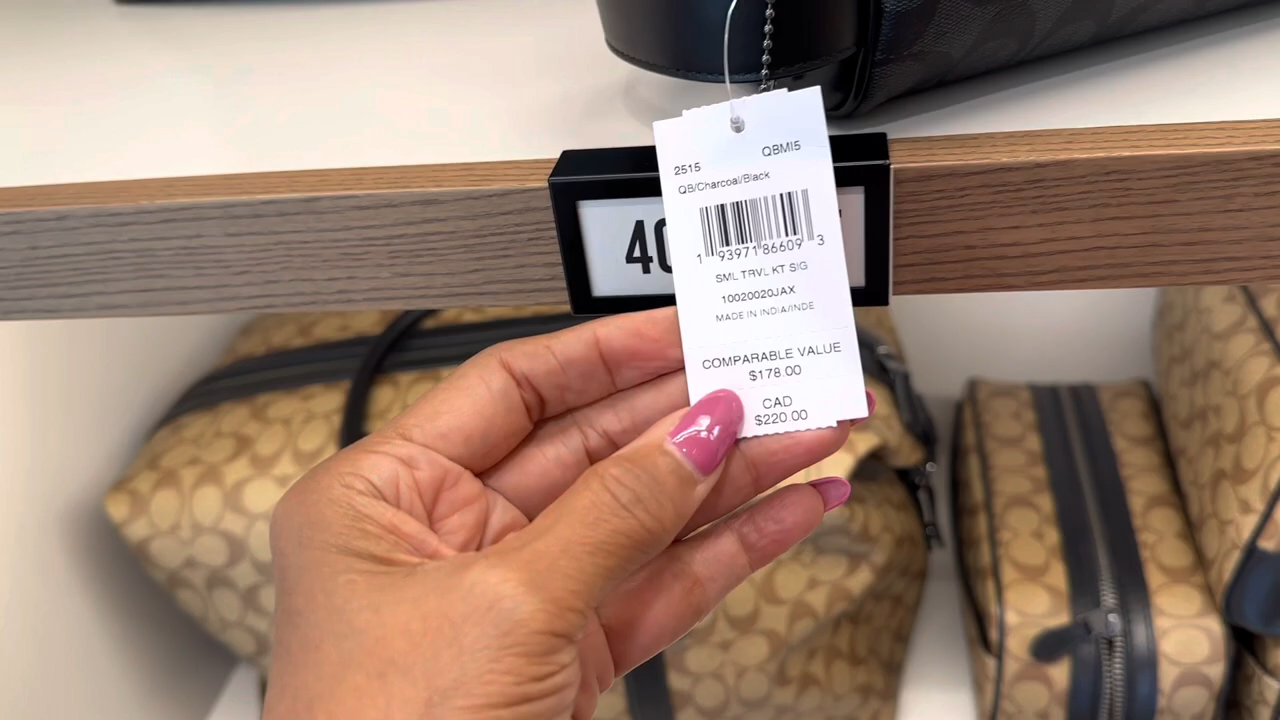 2515 QBMI5
QB/Charcoal/Black
1 93971 86609 3
SML TRVL KT SIG
10020020JAX
MADE IN INDIA/INDE
COMPARABLE VALUE
$178.00
CAD
$220.00
40